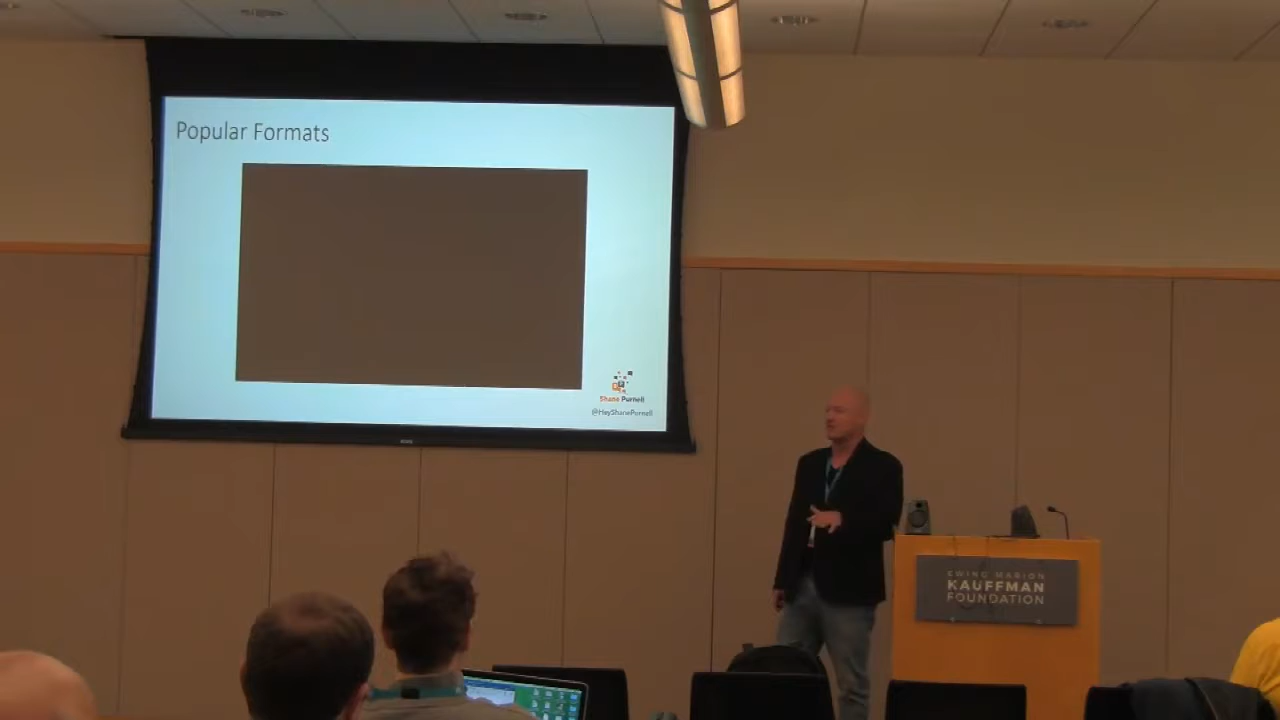 Popular Formats
Shane Purnell
@HeyShanePurnell
EWING MARION
KAUFFMAN
FOUNDATION